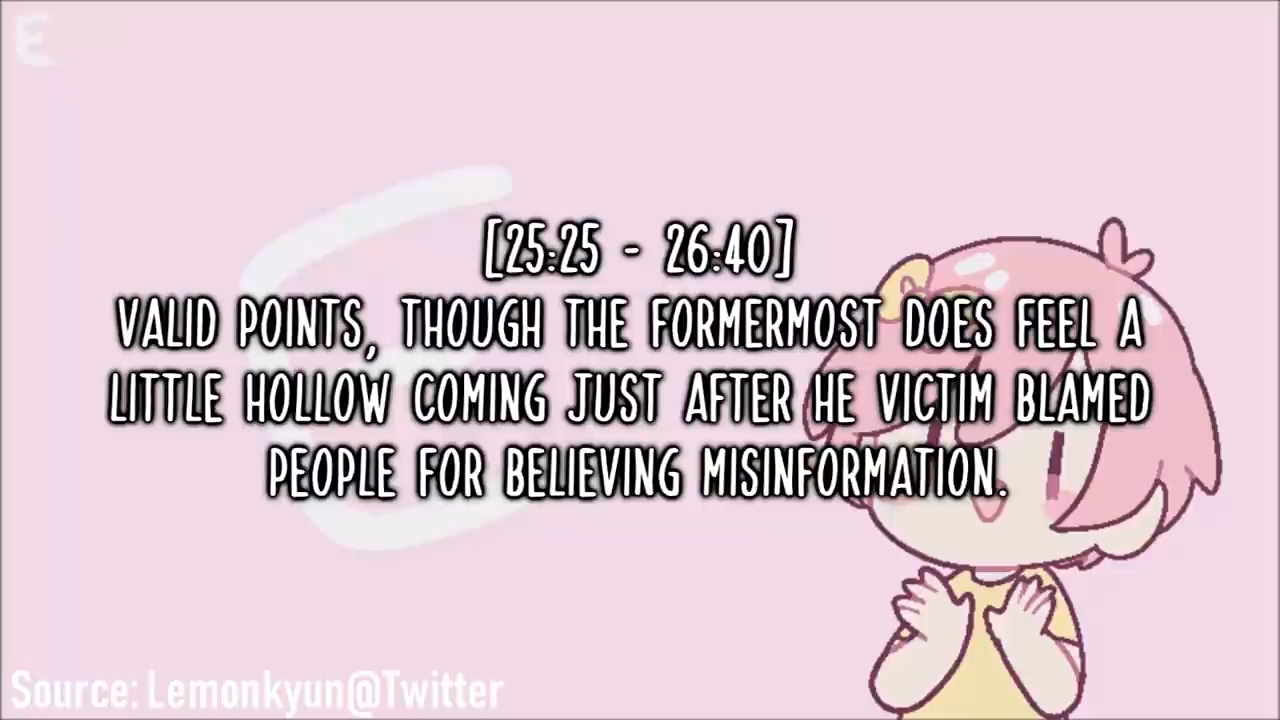 E
[25:25 - 26:40]
VALID POINTS, THOUGH THE FORMERMOST DOES FEEL A
LITTLE HOLLOW COMING JUST AFTER HE VICTIM BLAMED
PEOPLE FOR BELIEVING MISINFORMATION.
Source: Lemonkyun@Twitter